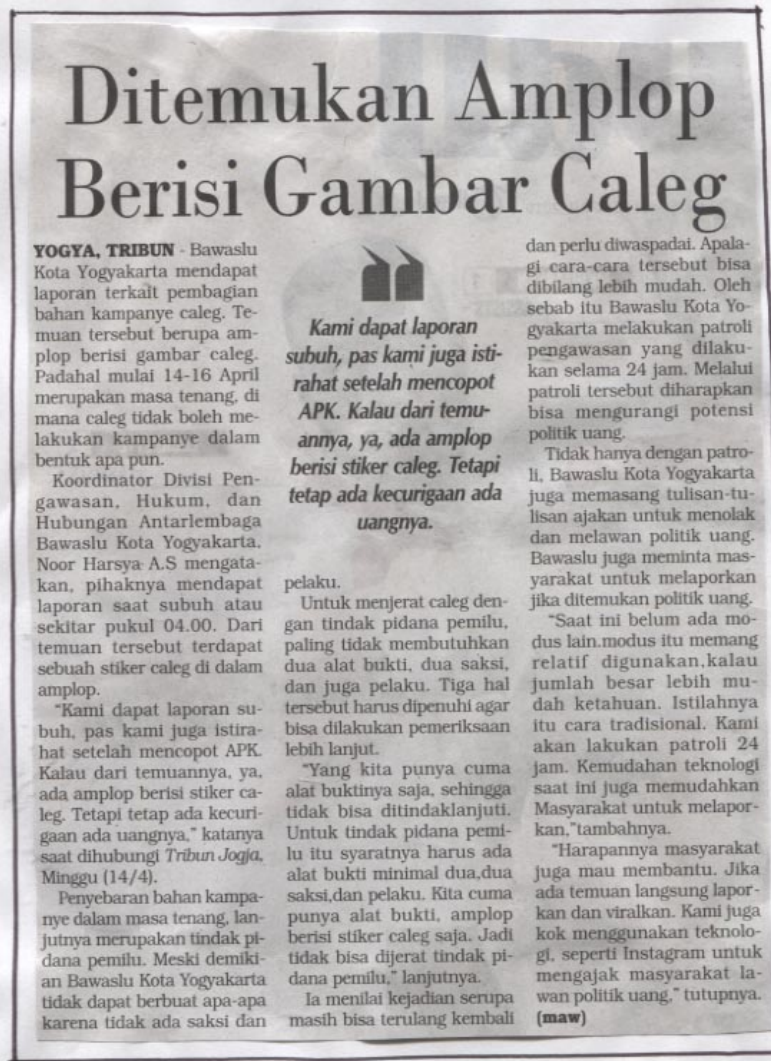 Ditemukan Amplop
Berisi Gambar Caleg
YOGYA, TRIBUN - Bawaslu
Kota Yogyakarta mendapat
laporan terkait pembagian
bahan kampanye caleg. Te-
muan tersebut berupa am-
plop berisi gambar caleg.
Padahal mulai 14-16 April
merupakan masa tenang, di
mana caleg tidak boleh me-
lakukan kampanye dalam
bentuk apa pun.
Koordinator Divisi Pen-
gawasan, Hukum, dan
Hubungan Antarlembaga
Bawaslu Kota Yogyakarta,
Noor Harsya A.S mengata-
kan, pihaknya mendapat
laporan saat subuh atau
sekitar pukul 04.00. Dari
temuan tersebut terdapat
sebuah stiker caleg di dalam
amplop.
"Kami dapat laporan su-
buh, pas kami juga istira-
hat setelah mencopot APK.
Kalau dari temuannya, ya,
ada amplop berisi stiker ca-
leg. Tetapi tetap ada kecuri-
gaan ada uangnya," katanya
saat dihubungi Tribun Jogja,
Minggu (14/4).
Penyebaran bahan kampa-
nye dalam masa tenang, lan-
jutnya merupakan tindak pi-
dana pemilu. Meski demiki-
an Bawaslu Kota Yogyakarta
tidak dapat berbuat apa-apa
karena tidak ada saksi dan
"
Kami dapat laporan
subuh, pas kami juga isti-
rahat setelah mencopot
APK. Kalau dari temu-
annya, ya, ada amplop
berisi stiker caleg. Tetapi
tetap ada kecurigaan ada
uangnya.
pelaku.
Untuk menjerat caleg den-
gan tindak pidana pemilu,
paling tidak membutuhkan
dua alat bukti, dua saksi,
dan juga pelaku. Tiga hal
tersebut harus dipenuhi agar
bisa dilakukan pemeriksaan
lebih lanjut.
"Yang kita punya cuma
alat buktinya saja, sehingga
tidak bisa ditindaklanjuti.
Untuk tindak pidana pemi-
lu itu syaratnya harus ada
alat bukti minimal dua,dua
saksi,dan pelaku. Kita cuma
punya alat bukti, amplop
berisi stiker caleg saja. Jadi
tidak bisa dijerat tindak pi-
dana pemilu," lanjutnya.
Ia menilai kejadian serupa
masih bisa terulang kembali
dan perlu diwaspadai. Apala-
gi cara-cara tersebut bisa
dibilang lebih mudah. Oleh
sebab itu Bawaslu Kota Yo-
gyakarta melakukan patroli
pengawasan yang dilaku-
kan selama 24 jam. Melalui
patroli tersebut diharapkan
bisa mengurangi potensi
politik uang.
Tidak hanya dengan patro-
li, Bawaslu Kota Yogyakarta
juga memasang tulisan-tu-
lisan ajakan untuk menolak
dan melawan politik uang.
Bawaslu juga meminta mas-
yarakat untuk melaporkan
jika ditemukan politik uang.
"Saat ini belum ada mo-
dus lain.modus itu memang
relatif digunakan,kalau
jumlah besar lebih mu-
dah ketahuan. Istilahnya
itu cara tradisional. Kami
akan lakukan patroli 24
jam. Kemudahan teknologi
saat ini juga memudahkan
Masyarakat untuk melapor-
kan,"tambahnya.
"Harapannya masyarakat
juga mau membantu. Jika
ada temuan langsung lapor-
kan dan viralkan. Kami juga
kok menggunakan teknolo-
gi, seperti Instagram untuk
mengajak masyarakat la-
wan politik uang," tutupnya.
(maw)